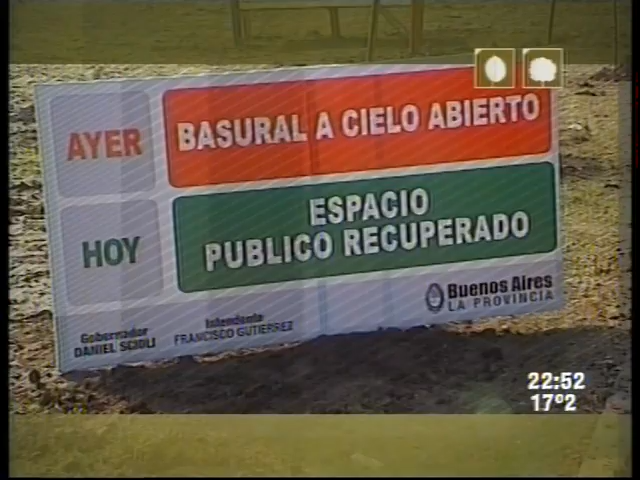 AYER
BASURAL A CIELO ABIERTO
HOY
ESPACIO
PUBLICO RECUPERADO
Gobernador
DANIEL SCIOLI
Intendente
FRANCISCO GUTIERREZ
Buenos Aires
LA PROVINCIA
22:52
17º2